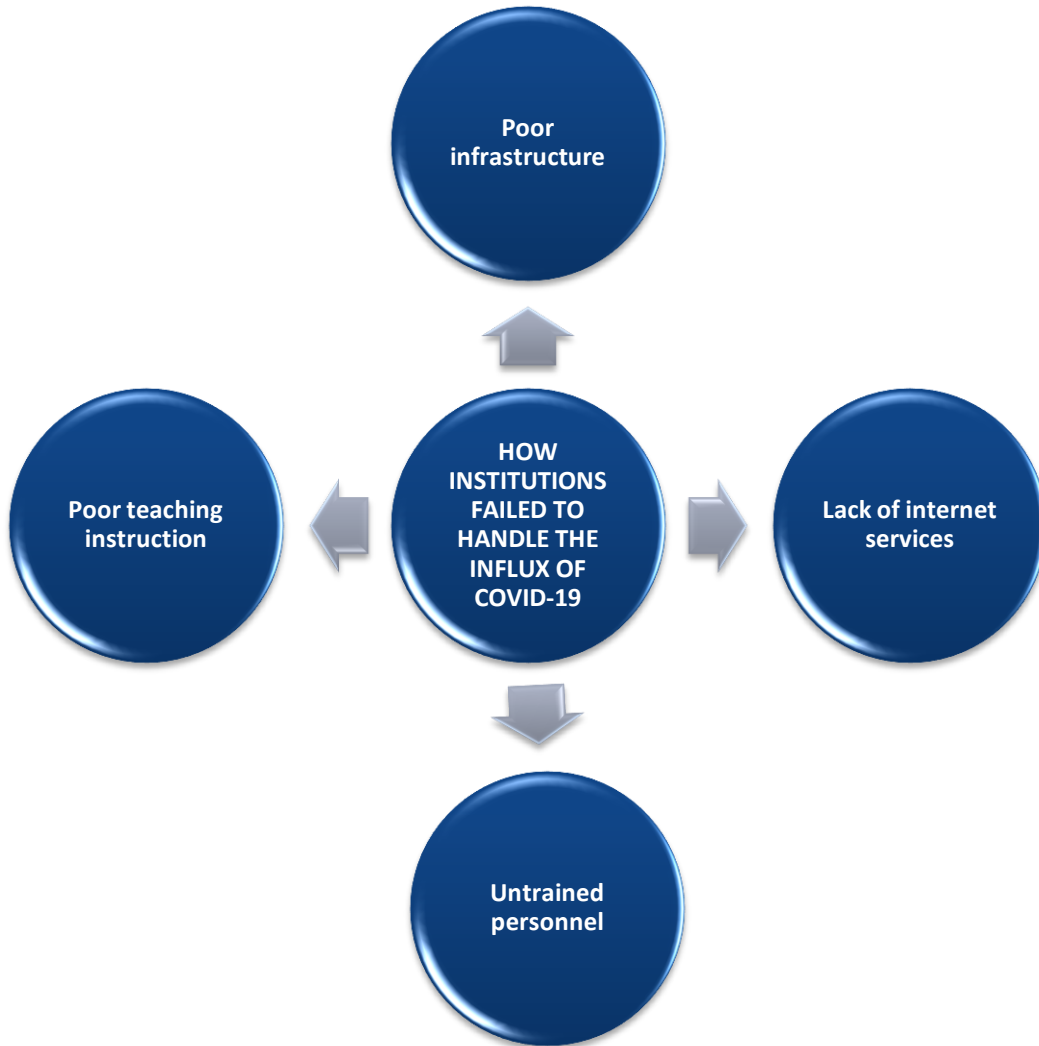 Poor
infrastructure
Poor teaching
instruction
HOW
INSTITUTIONS
FAILED TO
HANDLE THE
INFLUX OF
COVID-19
Lack of internet
services
Untrained
personnel